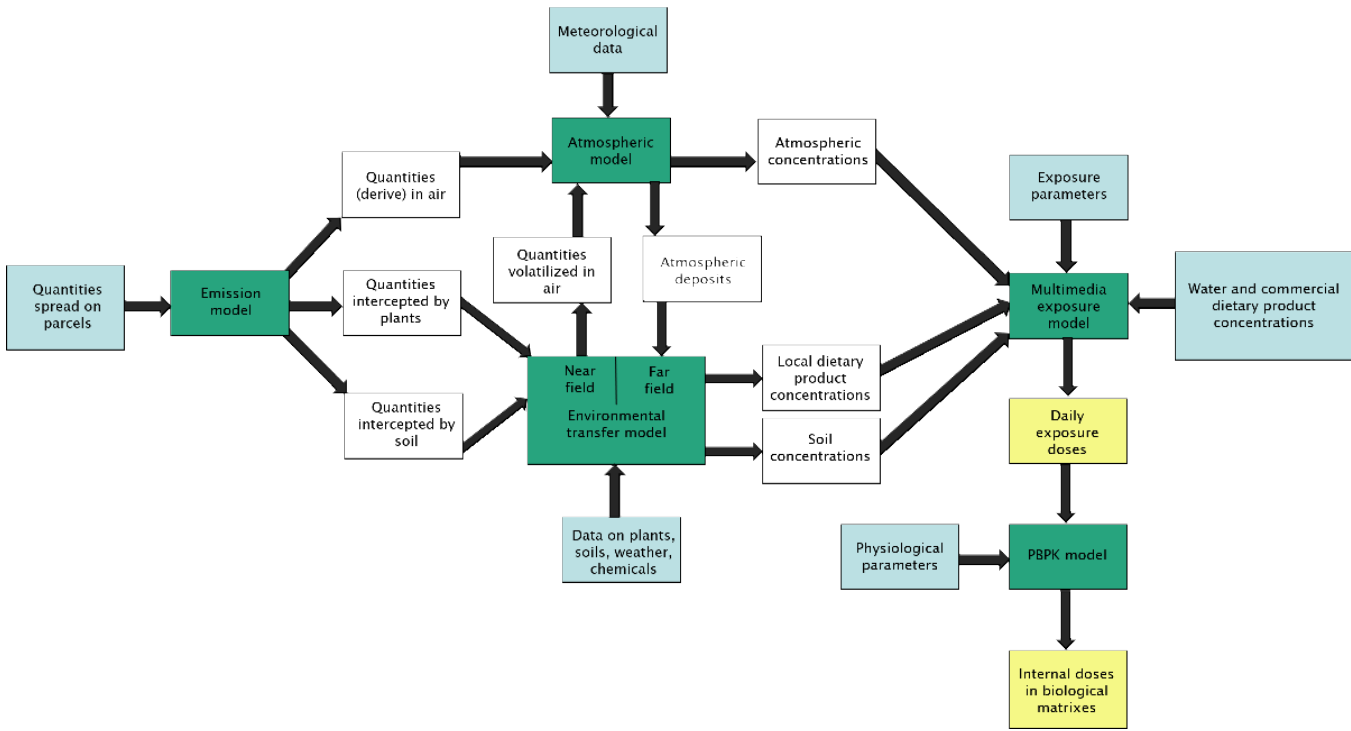 Meteorological
data
Atmospheric
model
Atmospheric
concentrations
Quantities
(derive) in air
Exposure
parameters
Quantities
volatilized in
air
Atmospheric
deposits
Quantities
spread on
parcels
Emission
model
Quantities
intercepted by
plants
Multimedia
exposure
model
Water and commercial
dietary product
concentrations
Near
field
Far
field
Environmental
transfer model
Local dietary
product
concentrations
Quantities
intercepted by
soil
Soil
concentrations
Daily
exposure
doses
Data on plants,
soils, weather,
chemicals
Physiological
parameters
PBPK model
Internal doses
in biological
matrixes